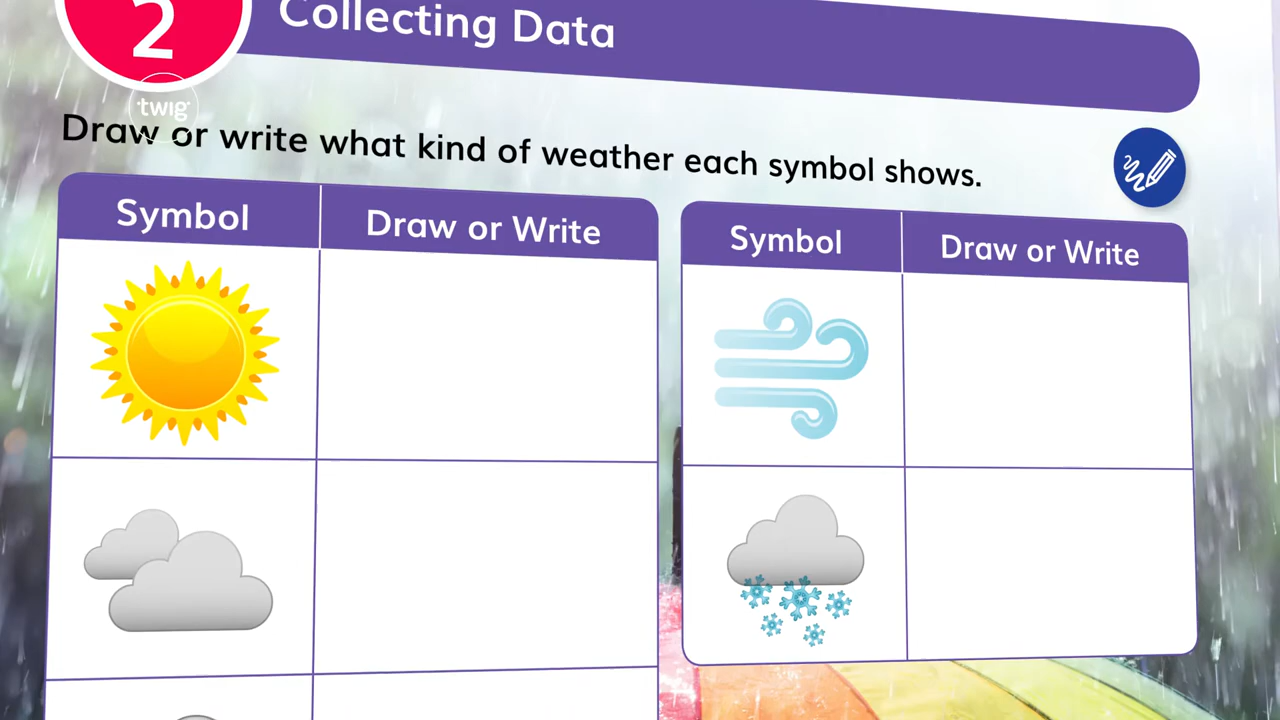 2
Collecting Data
twig
Draw or write what kind of weather each symbol shows.
Symbol
Draw or Write
Symbol
Draw or Write